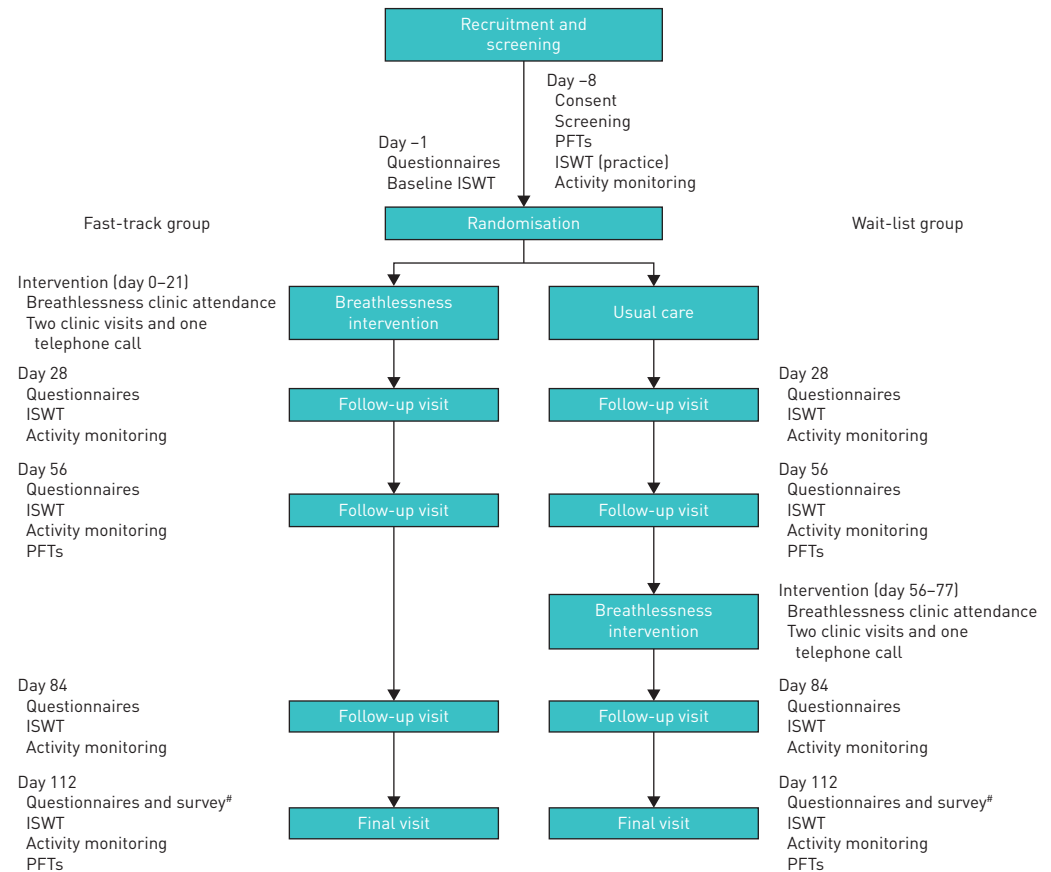 Recruitment and
screening
Day –8
Consent
Screening
PFTs
ISWT (practice)
Activity monitoring
Day –1
Questionnaires
Baseline ISWT
Fast-track group
Randomisation
Wait-list group
Intervention (day 0–21)
Breathlessness clinic attendance
Two clinic visits and one
telephone call
Breathlessness
intervention
Usual care
Day 28
Questionnaires
ISWT
Activity monitoring
Follow-up visit
Follow-up visit
Day 28
Questionnaires
ISWT
Activity monitoring
Day 56
Questionnaires
ISWT
Activity monitoring
PFTs
Follow-up visit
Follow-up visit
Day 56
Questionnaires
ISWT
Activity monitoring
PFTs
Breathlessness
intervention
Intervention (day 56–77)
Breathlessness clinic attendance
Two clinic visits and one
telephone call
Day 84
Questionnaires
ISWT
Activity monitoring
Follow-up visit
Follow-up visit
Day 84
Questionnaires
ISWT
Activity monitoring
Day 112
Questionnaires and survey#
ISWT
Activity monitoring
PFTs
Final visit
Final visit
Day 112
Questionnaires and survey#
ISWT
Activity monitoring
PFTs